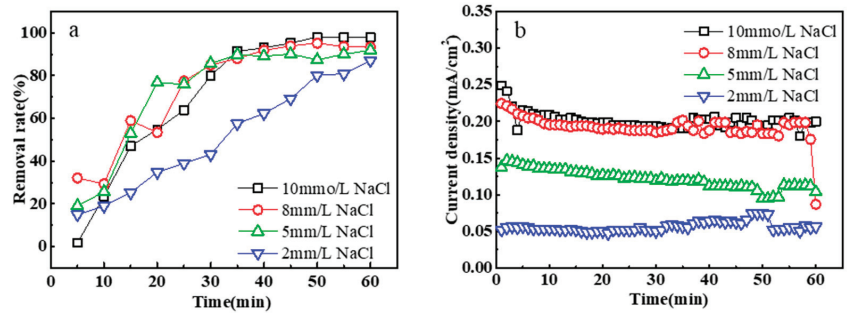 a
100
80
60
40
20
0
Removal rate(%)
10mmo/L NaCl
8mm/L NaCl
5mm/L NaCl
2mm/L NaCl
0 10 20 30 40 50 60
Time(min)
b
0.35
0.30
0.25
0.20
0.15
0.10
0.05
0.00
Current density(mA/cm²)
10mmo/L NaCl
8mm/L NaCl
5mm/L NaCl
2mm/L NaCl
0 10 20 30 40 50 60
Time(min)